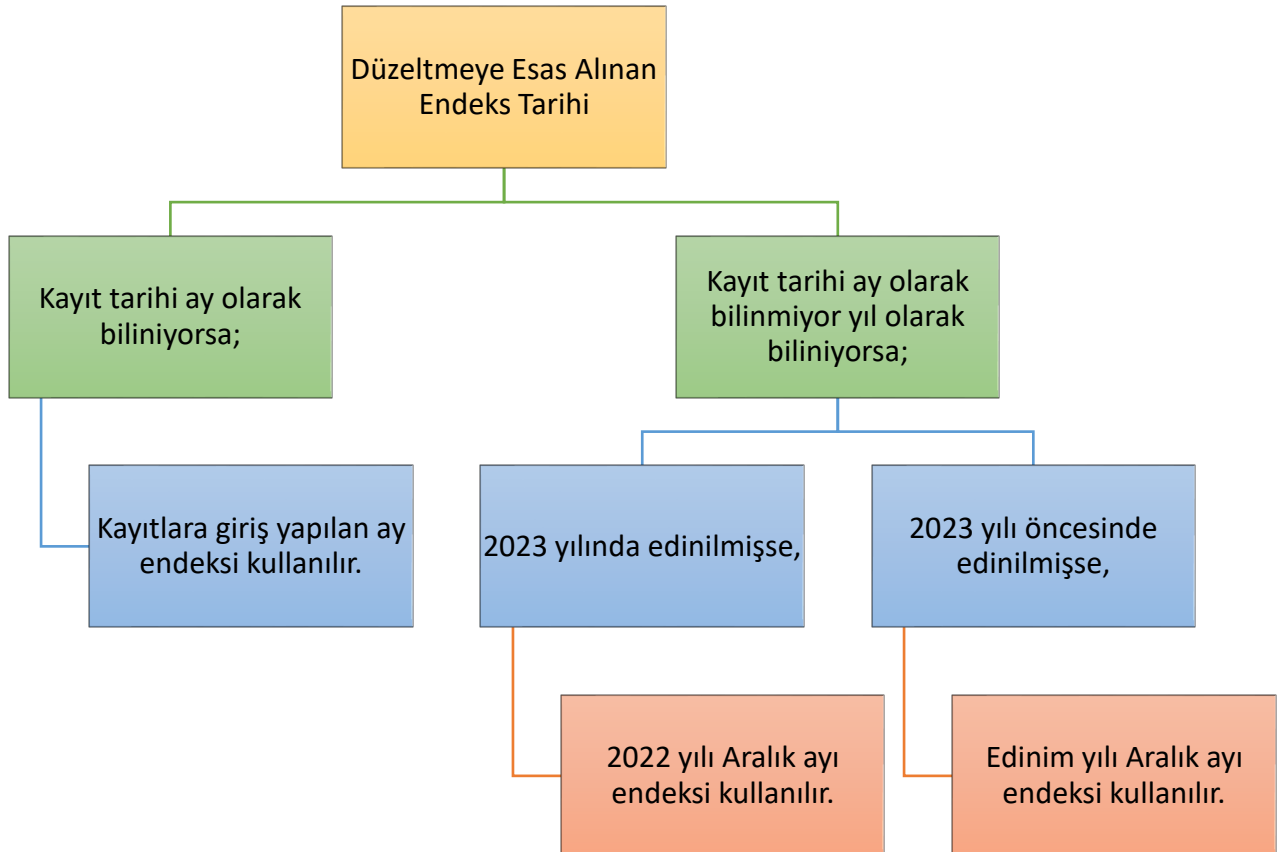 Düzeltmeye Esas Alınan
Endeks Tarihi
Kayıt tarihi ay olarak
biliniyorsa;
Kayıtlara giriş yapılan ay
endeksi kullanılır.
Kayıt tarihi ay olarak
bilinmiyor yıl olarak
biliniyorsa;
2023 yılında edinilmişse,
2022 yılı Aralık ayı
endeksi kullanılır.
2023 yılı öncesinde
edinilmişse,
Edinim yılı Aralık ayı
endeksi kullanılır.